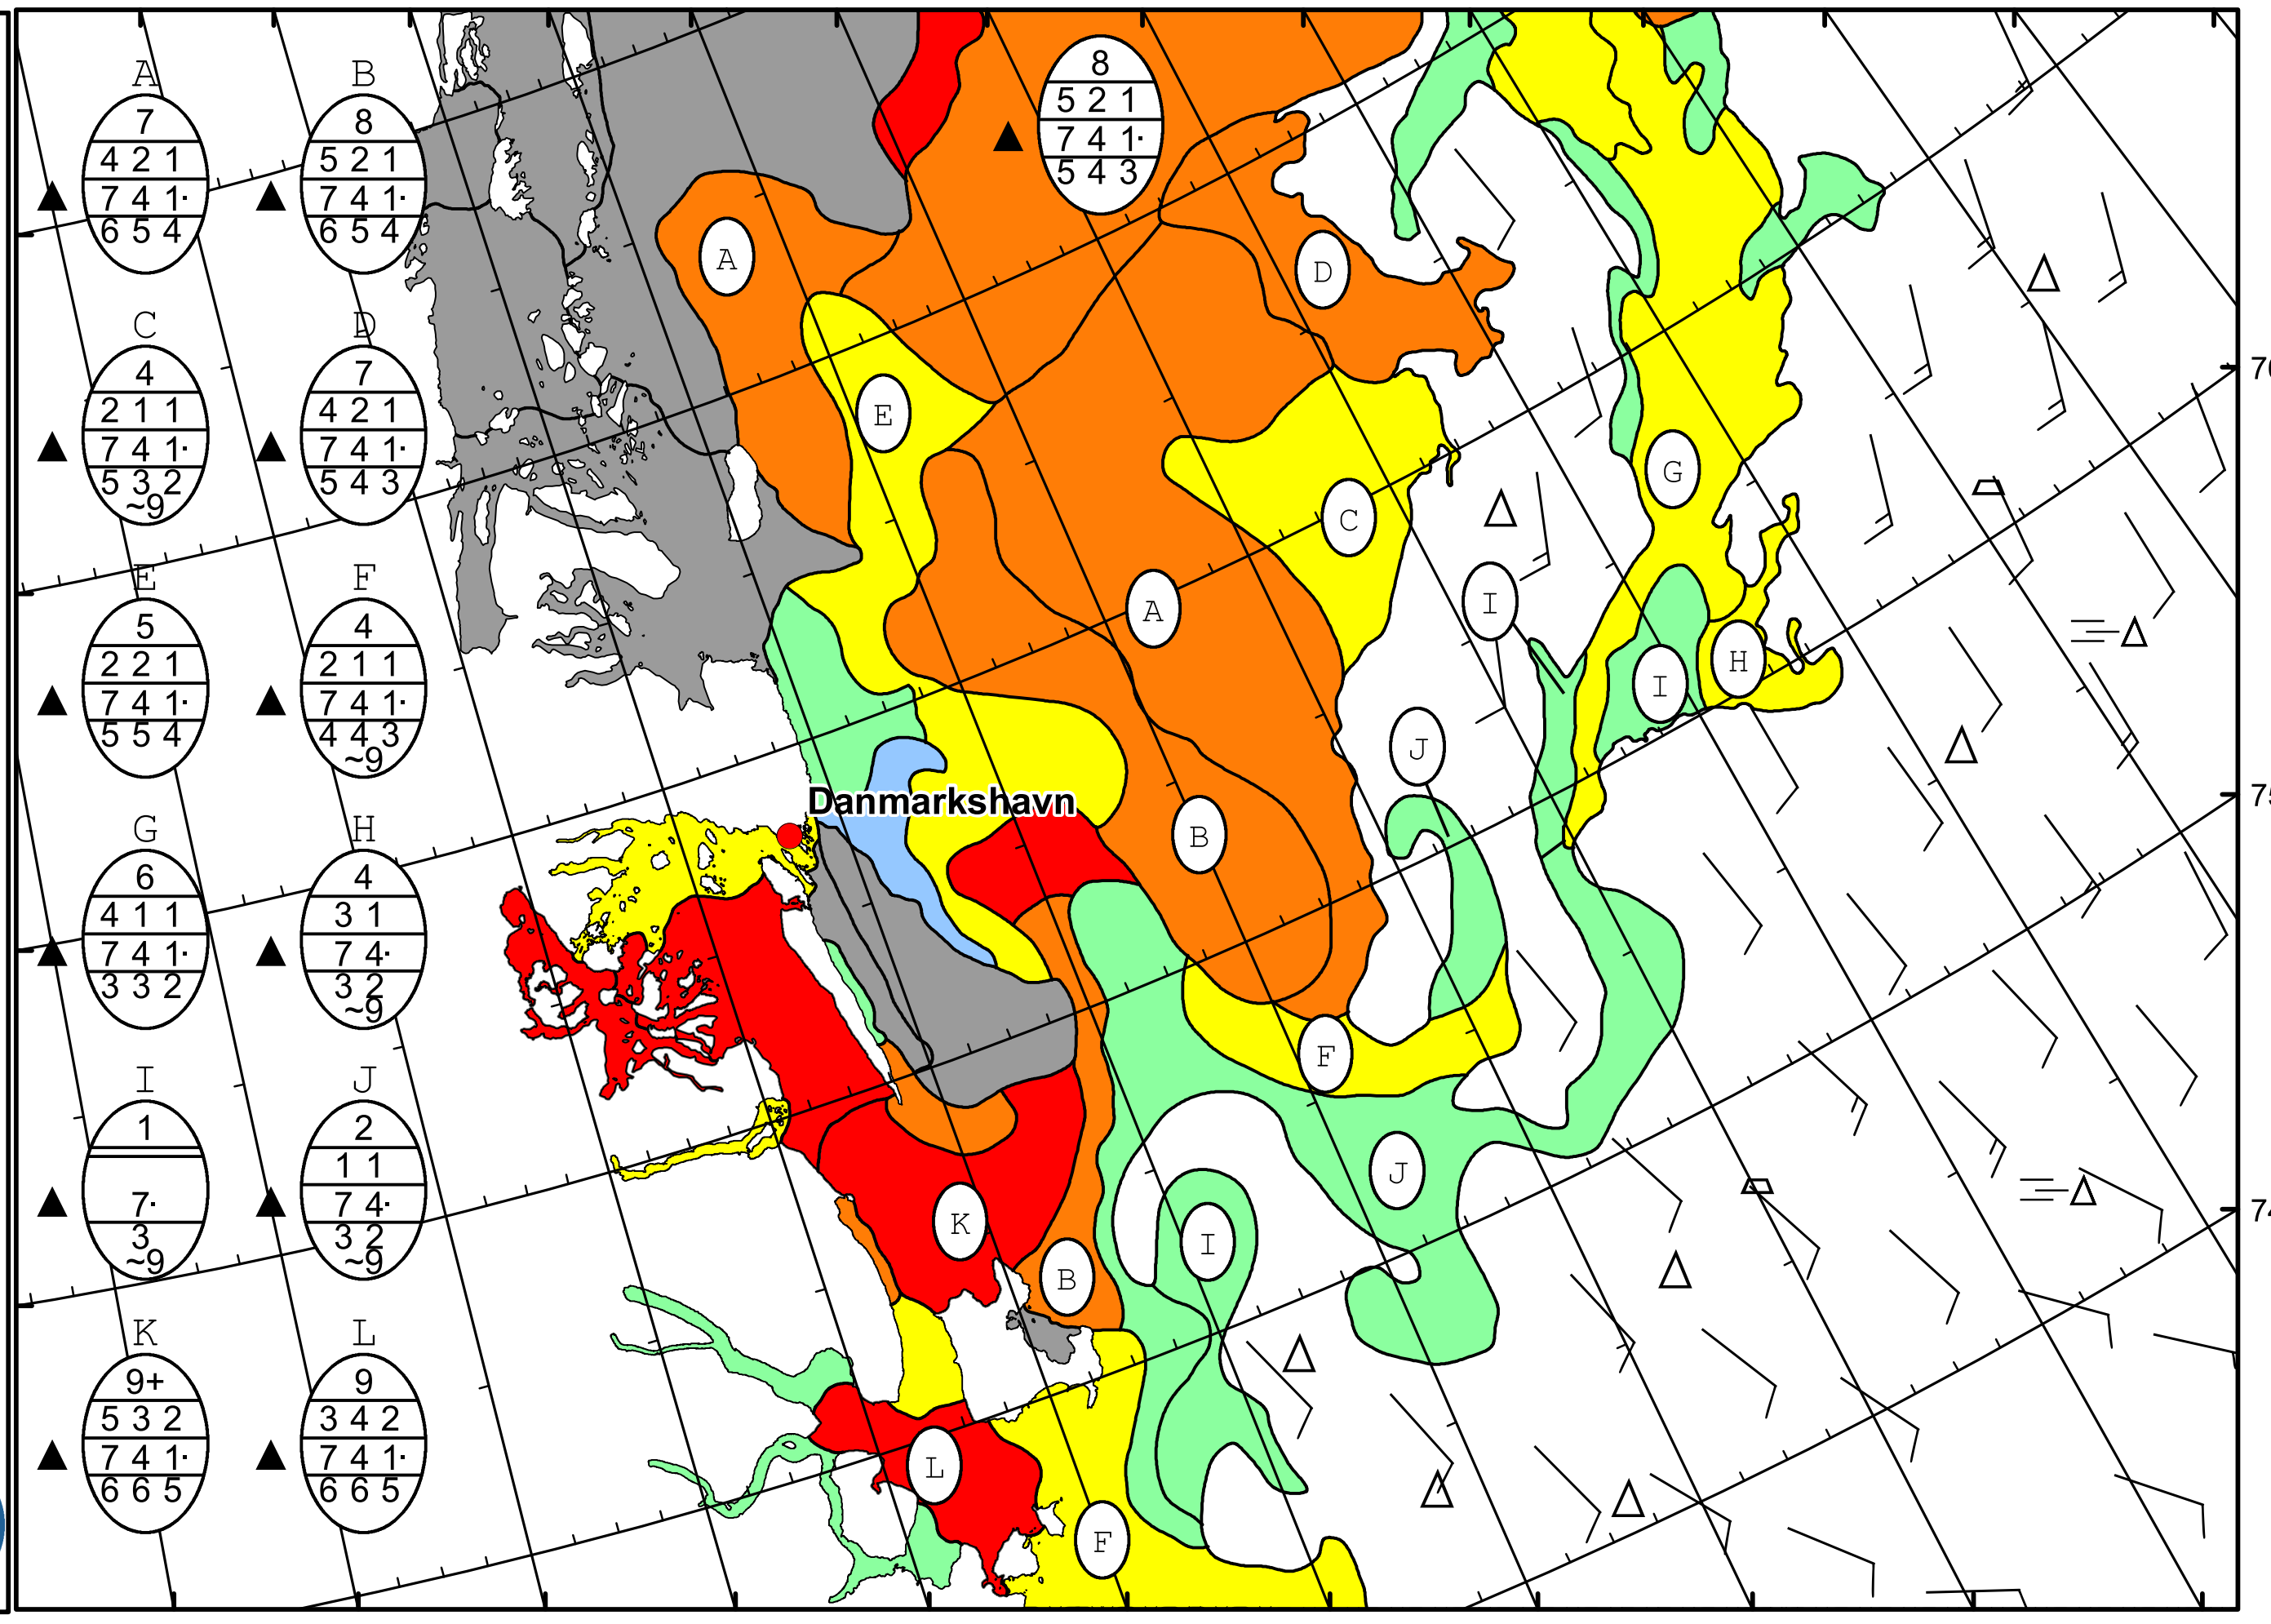 A
7
4 2 1
7 4 1·
6 5 4
B
8
5 2 1
7 4 1·
6 5 4
8
5 2 1
7 4 1·
5 4 3
C
4
2 1 1
7 4 1·
5 3 2
~9
D
7
4 2 1
7 4 1·
5 4 3
E
5
2 2 1
7 4 1·
5 5 4
F
4
2 1 1
7 4 1·
4 4 3
~9
G
6
4 1 1
7 4 1·
3 3 2
H
4
3 1
7 4·
3 2
~9
I
1
7·
3
~9
J
2
1 1
7 4·
3 2
~9
K
9+
5 3 2
7 4 1·
6 6 5
L
9
3 4 2
7 4 1·
6 6 5
A
D
E
G
C
I
A
H
I
J
Danmarkshavn
B
F
J
K
I
B
L
F
74